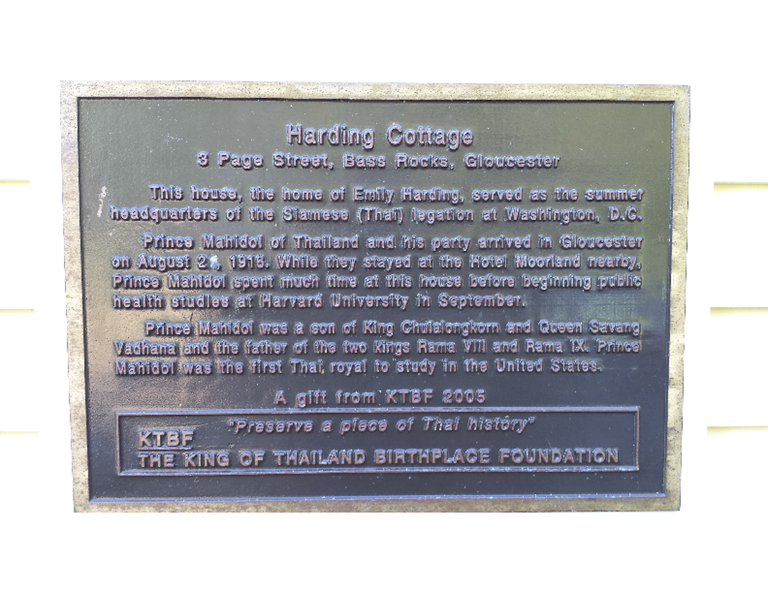 Harding Cottage
3 Page Street, Bass Rocks, Gloucester
This house, the home of Emily Harding, served as the summer
headquarters of the Siamese (Thai) legation at Washington, D.C.
Prince Mahidol of Thailand and his party arrived in Gloucester
on August 1916. While they stayed at the Hotel Moorland nearby,
Prince Mahidol spent much time at this house before beginning public
health studies at Harvard University in September.
Prince Mahidol was a son of King Chulalongkorn and Queen Savang
Vadhana and the father of the two kings Rama VIII and Rama IX. Prince
Mahidol was the first Thai royal to study in the United States.
A gift from KTBF 2005
"Preserve a piece of Thai history"
KTBF
THE KING OF THAILAND BIRTHPLACE FOUNDATION